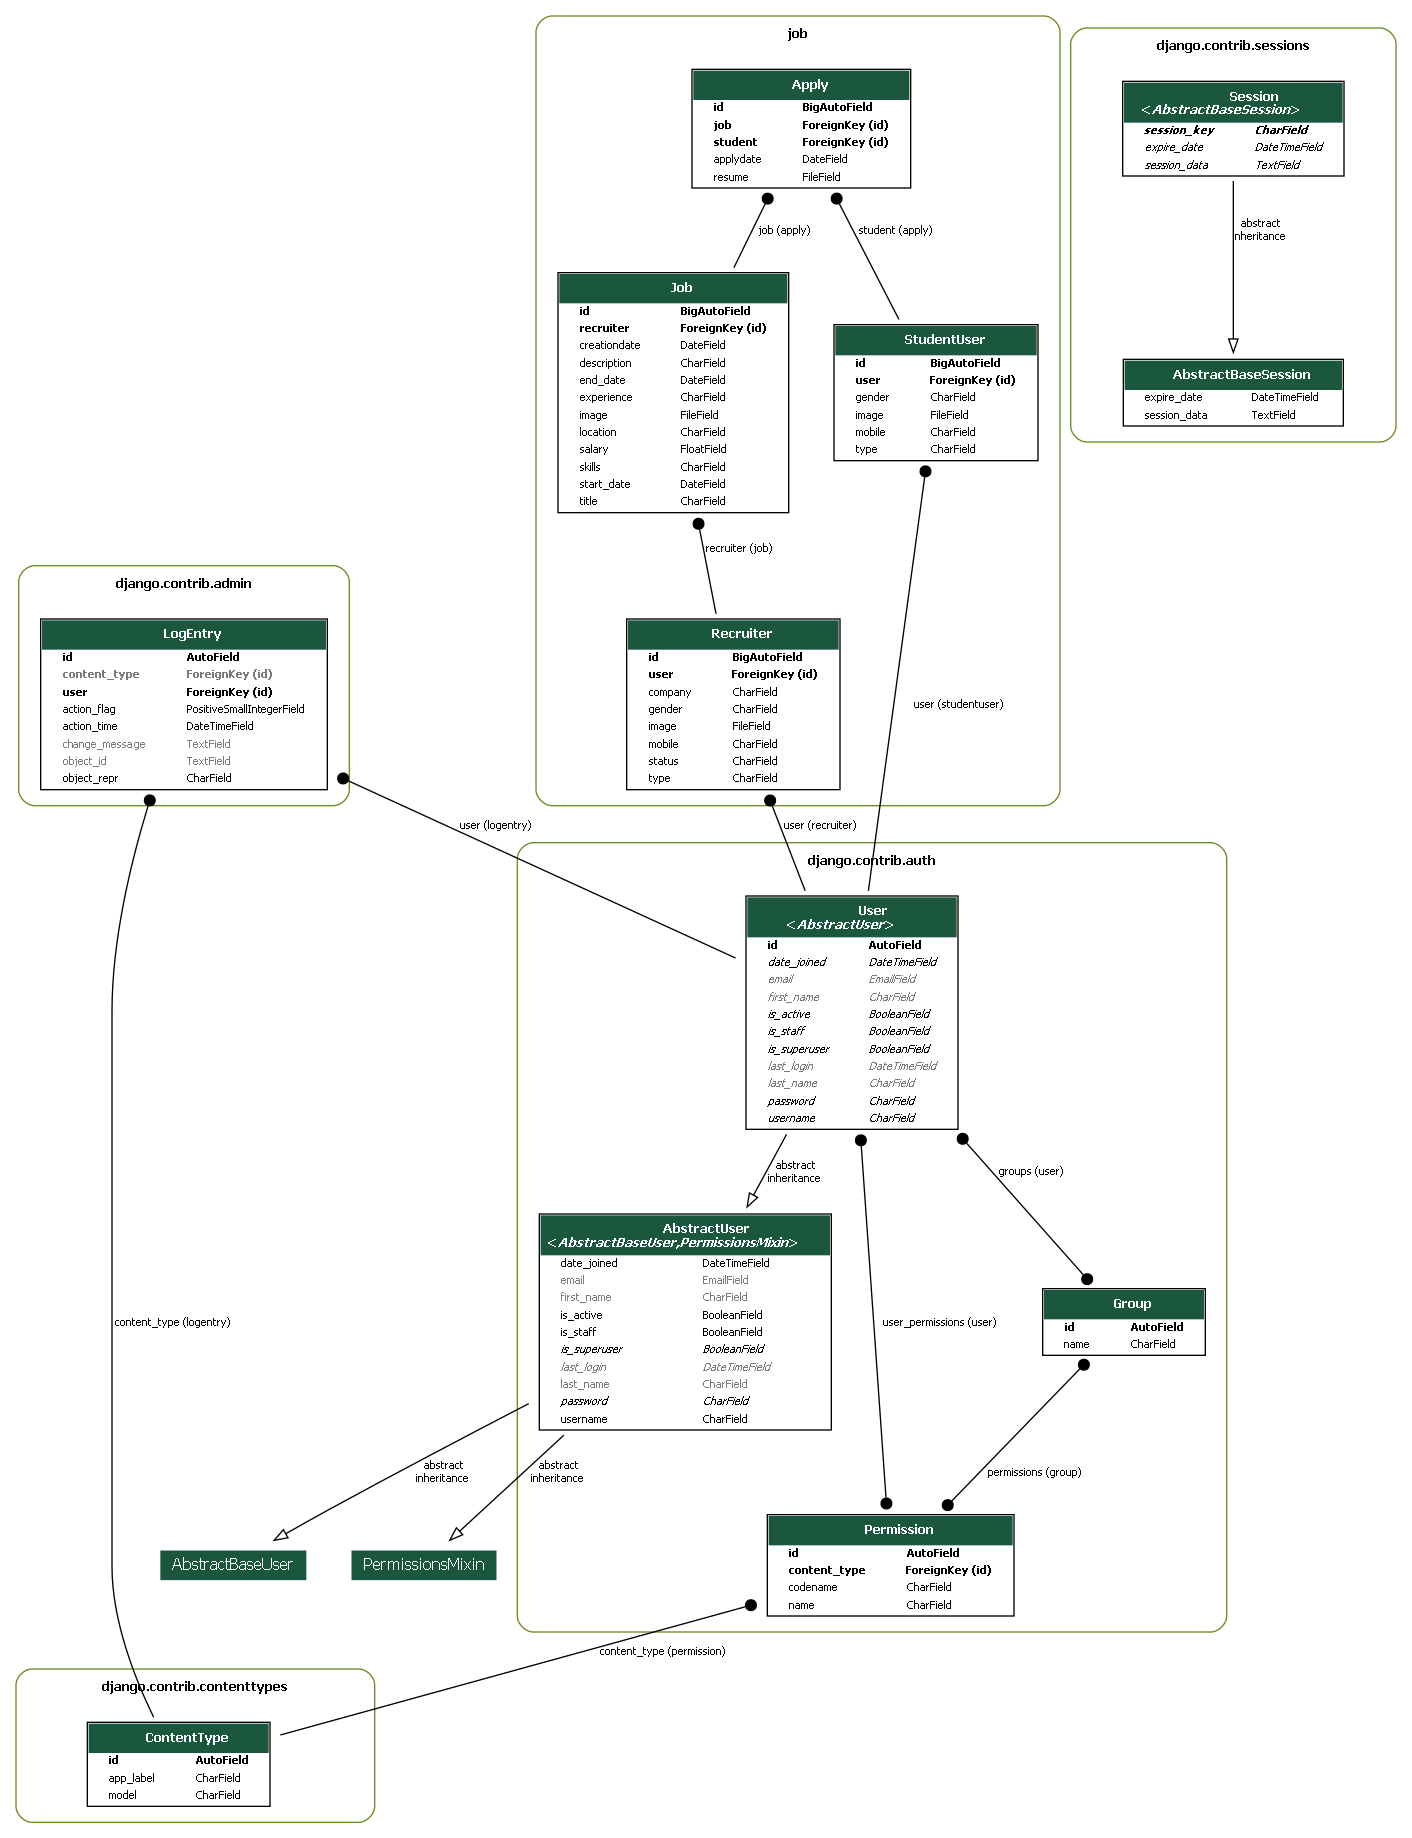 job
Apply
id BigAutoField
job ForeignKey (id)
student ForeignKey (id)
applydate DateField
resume FileField
job (apply)
student (apply)
Job
id BigAutoField
recruiter ForeignKey (id)
creationdate DateField
description CharField
end_date DateField
experience CharField
image FileField
location CharField
salary FloatField
skills CharField
start_date DateField
title CharField
StudentUser
id BigAutoField
user ForeignKey (id)
gender CharField
image FileField
mobile CharField
type CharField
recruiter (job)
Recruiter
id BigAutoField
user ForeignKey (id)
company CharField
gender CharField
image FileField
mobile CharField
status CharField
type CharField
user (studentuser)
user (recruiter)
django.contrib.sessions
Session
<AbstractBaseSession>
session_key CharField
expire_date DateTimeField
session_data TextField
abstract
nheritance
AbstractBaseSession
expire_date DateTimeField
session_data TextField
django.contrib.admin
LogEntry
id AutoField
content_type ForeignKey (id)
user ForeignKey (id)
action_flag PositiveSmallIntegerField
action_time DateTimeField
change_message TextField
object_id TextField
object_repr CharField
user (logentry)
content_type (logentry)
django.contrib.auth
User
<AbstractUser>
id AutoField
date_joined DateTimeField
email EmailField
first_name CharField
is_active BooleanField
is_staff BooleanField
is_superuser BooleanField
last_login DateTimeField
last_name CharField
password CharField
username CharField
abstract
inheritance
groups (user)
user_permissions (user)
AbstractUser
<AbstractBaseUser,PermissionsMixin>
date_joined DateTimeField
email EmailField
first_name CharField
is_active BooleanField
is_staff BooleanField
is_superuser BooleanField
last_login DateTimeField
last_name CharField
password CharField
username CharField
Group
id AutoField
name CharField
permissions (group)
abstract
inheritance
abstract
inheritance
AbstractBaseUser
PermissionsMixin
Permission
id AutoField
content_type ForeignKey (id)
codename CharField
name CharField
content_type (permission)
django.contrib.contenttypes
ContentType
id AutoField
app_label CharField
model CharField